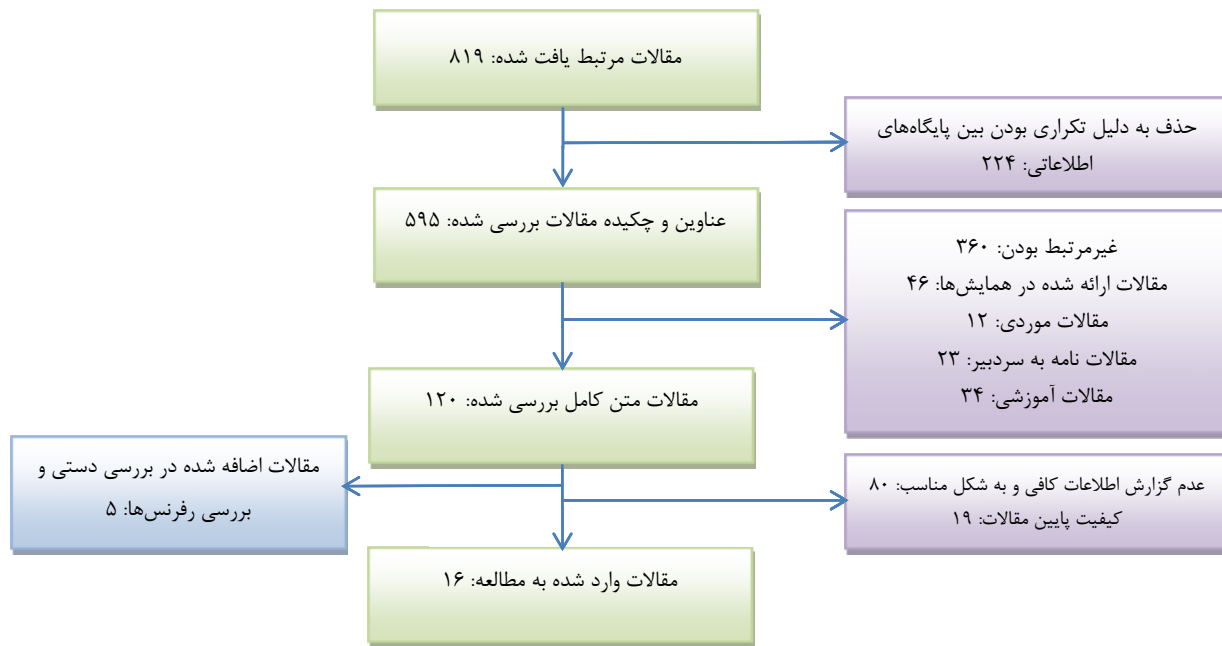 مقالات مرتبط یافت شده: ۸۱۹
حذف به دلیل تکراری بودن بین پایگاه‌های
اطلاعاتی: ۲۲۴
عناوین و چکیده مقالات بررسی شده: ۵۹۵
غیرمرتبط بودن: ۳۶۰
مقالات ارائه شده در همایش‌ها: ۴۶
مقالات موردی: ۱۲
مقالات نامه به سردبیر: ۲۳
مقالات آموزشی: ۳۴
مقالات متن کامل بررسی شده: ۱۲۰
مقالات اضافه شده در بررسی دستی و
بررسی رفرنس‌ها: ۵
عدم گزارش اطلاعات کافی و به شکل مناسب: ۸۰
کیفیت پایین مقالات: ۱۹
مقالات وارد شده به مطالعه: ۱۶